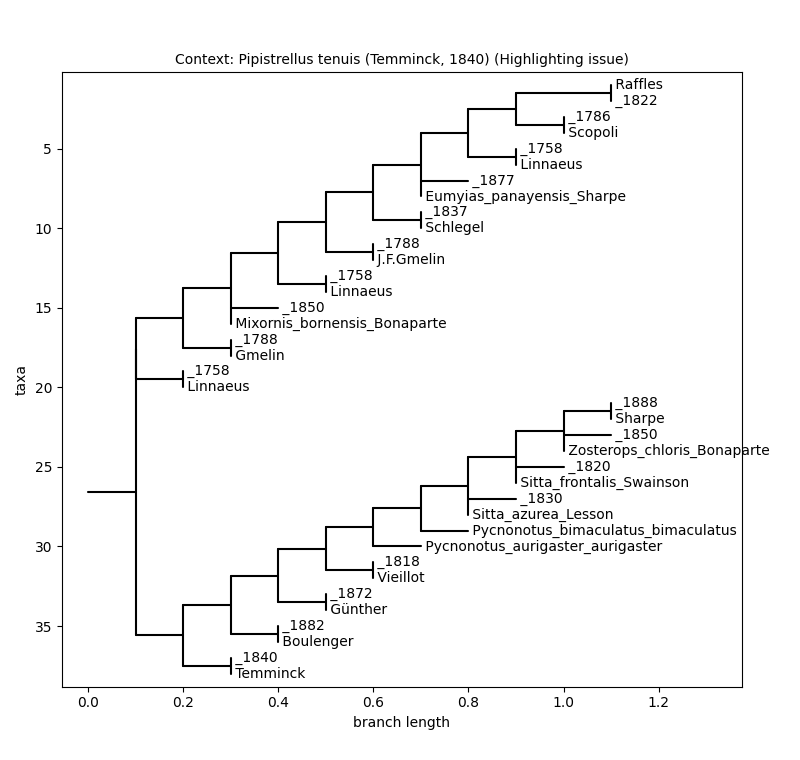 Context: Pipistrellus tenuis (Temminck, 1840) (Highlighting issue)
Raffles
_1822
_1786
Scopoli
_1758
Linnaeus
_1877
Eumyias_panayensis_Sharpe
_1837
Schlegel
_1788
J.F.Gmelin
_1758
Linnaeus
_1850
Mixornis_bornensis_Bonaparte
_1788
Gmelin
_1758
Linnaeus
_1888
Sharpe
_1850
Zosterops_chloris_Bonaparte
_1820
Sitta_frontalis_Swainson
_1830
Sitta_azurea_Lesson
Pycnonotus_bimaculatus_bimaculatus
Pycnonotus_aurigaster_aurigaster
_1818
Vieillot
_1872
Günther
_1882
Boulenger
_1840
Temminck
5
10
15
20
25
30
35
taxa
0.0 0.2 0.4 0.6 0.8 1.0 1.2
branch length